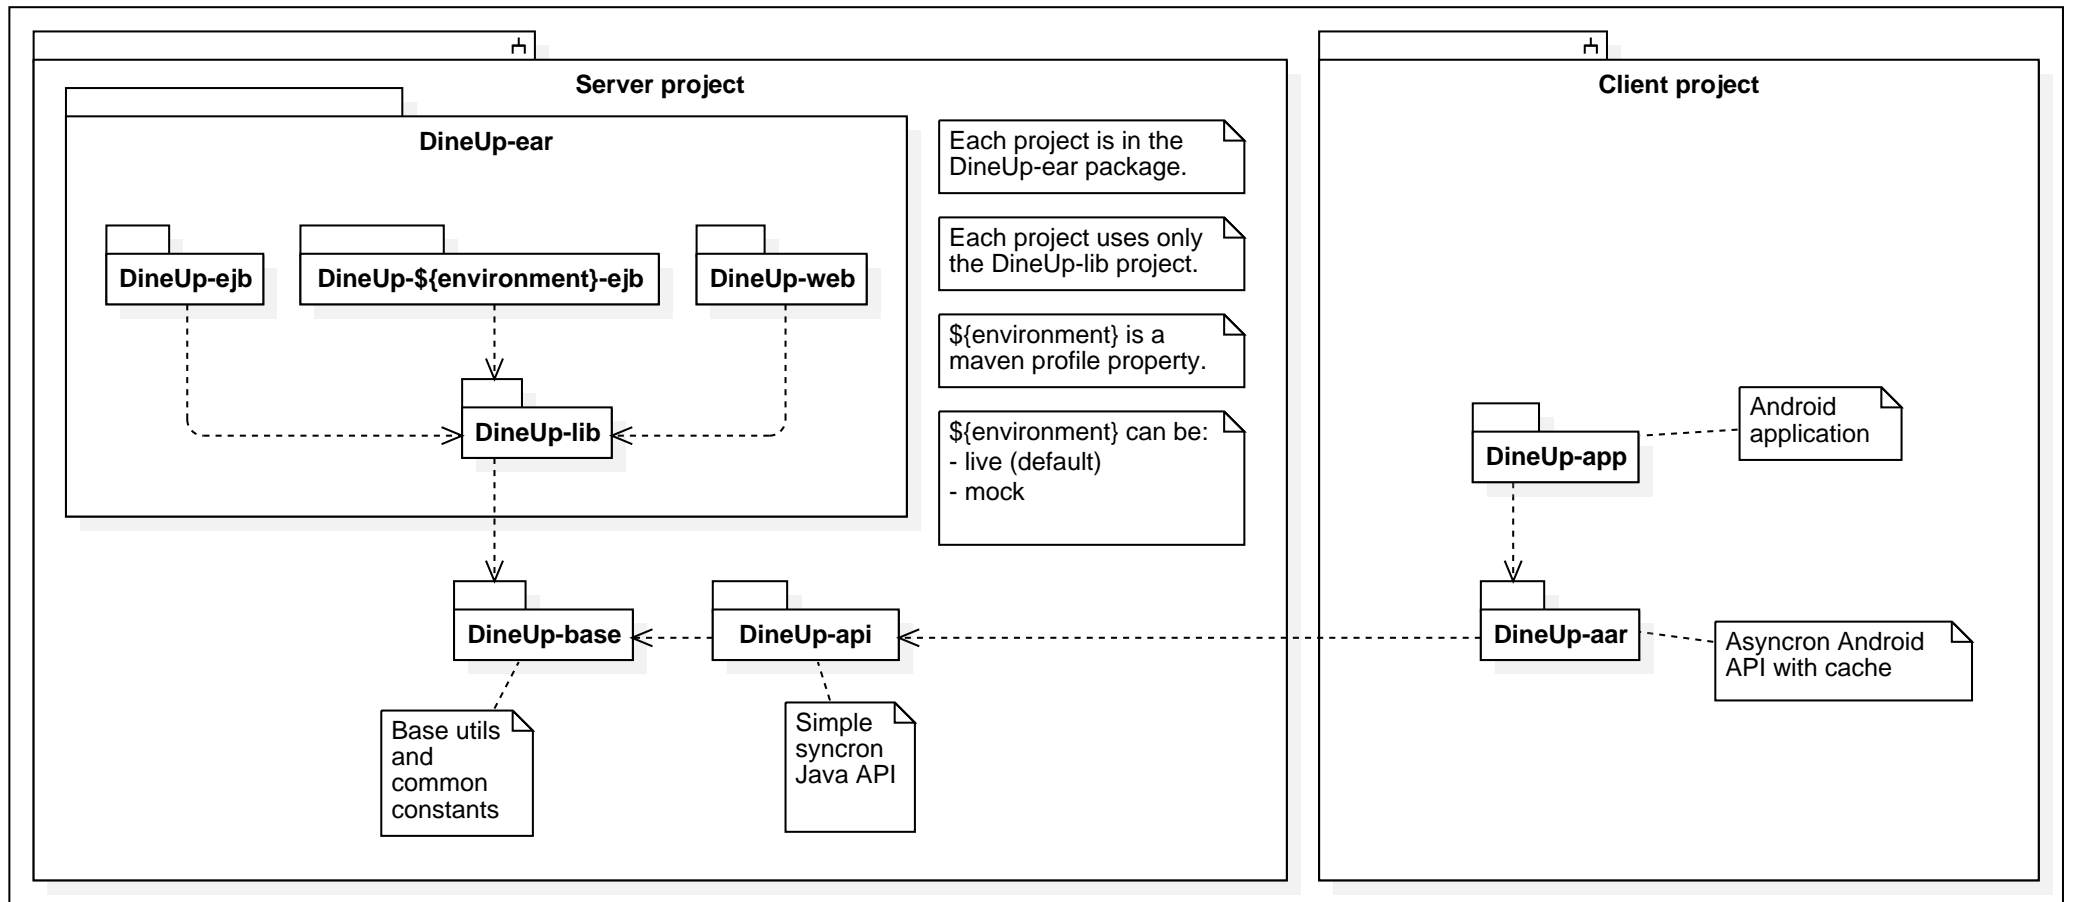 Server project
DineUp-ear
DineUp-ejb
DineUp-${environment}-ejb
DineUp-web
DineUp-lib
Each project is in the
DineUp-ear package.
Each project uses only
the DineUp-lib project.
${environment} is a
maven profile property.
${environment} can be:
- live (default)
- mock
DineUp-base
DineUp-api
Base utils
and
common
constants
Simple
syncron
Java API
Client project
DineUp-app
Android
application
DineUp-aar
Asyncron Android
API with cache